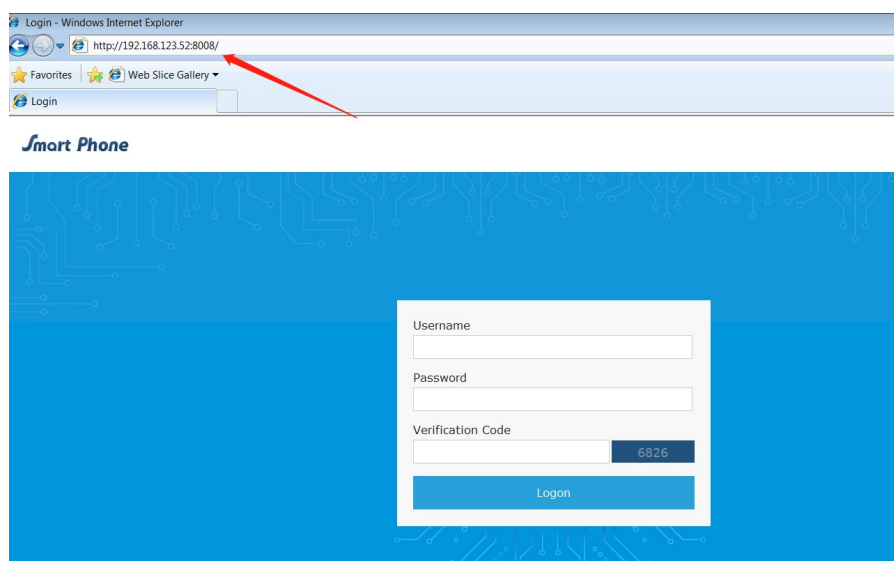 Login - Windows Internet Explorer
http://192.168.123.52:8008/
Favorites Web Slice Gallery
Login
Smart Phone
Username
Password
Verification Code
6826
Logon